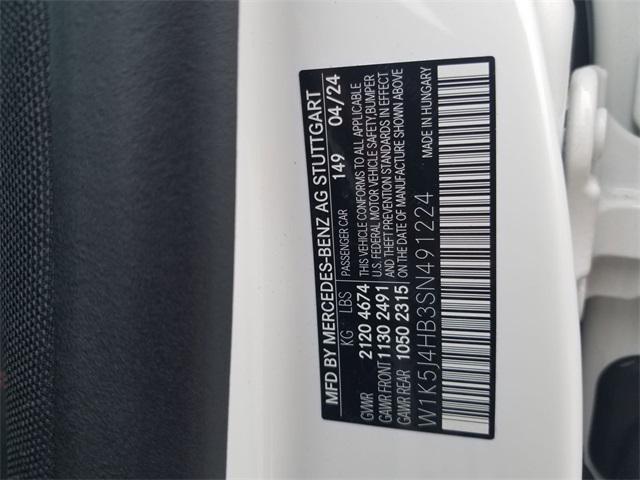 MFD BY MERCEDES-BENZ AG STUTTGART
KG LBS 149 04/24
PASSENGER CAR
GVWR 2120 4674 THIS VEHICLE CONFORMS TO ALL APPLICABLE
GAWR FRONT 1130 2491 U.S. FEDERAL MOTOR VEHICLE SAFETY,BUMPER
AND THEFT PREVENTION STANDARDS IN EFFECT
GAWR REAR 1050 2315 ON THE DATE OF MANUFACTURE SHOWN ABOVE
W1K5J4HB3SN491224 MADE IN HUNGARY